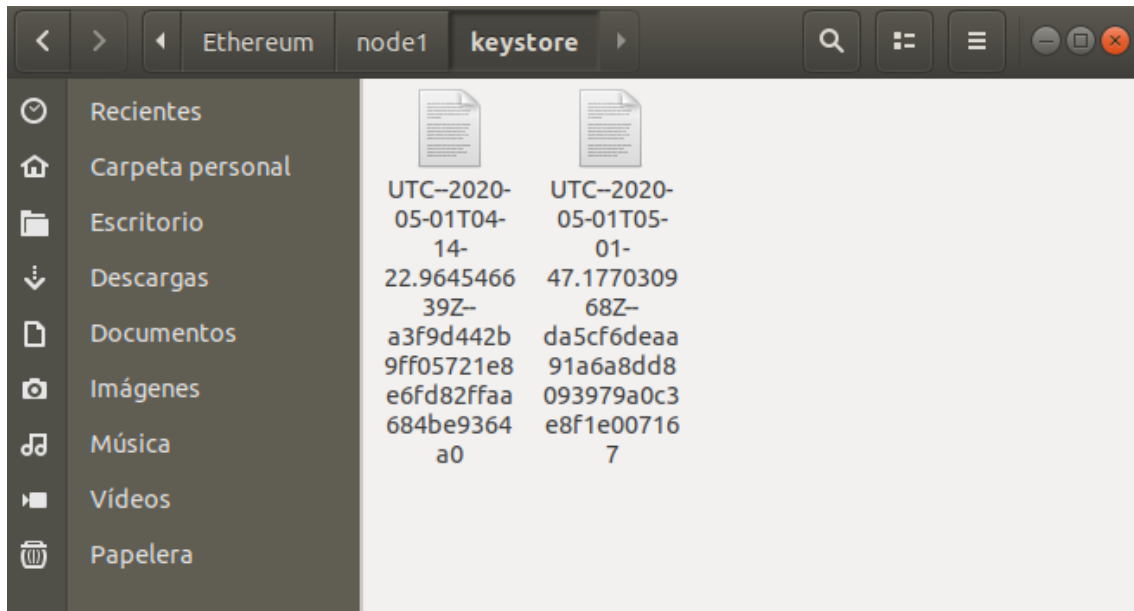 Ethereum node1 keystore
Recientes
Carpeta personal
Escritorio
Descargas
Documentos
Imágenes
Música
Vídeos
Papelera
UTC--2020-
05-01T04-
14-
22.9645466
39Z--
a3f9d442b
9ff05721e8
e6fd82ffaa
684be9364
a0
UTC--2020-
05-01T05-
01-
47.1770309
68Z--
da5cf6deaa
91a6a8dd8
093979a0c3
e8f1e00716
7